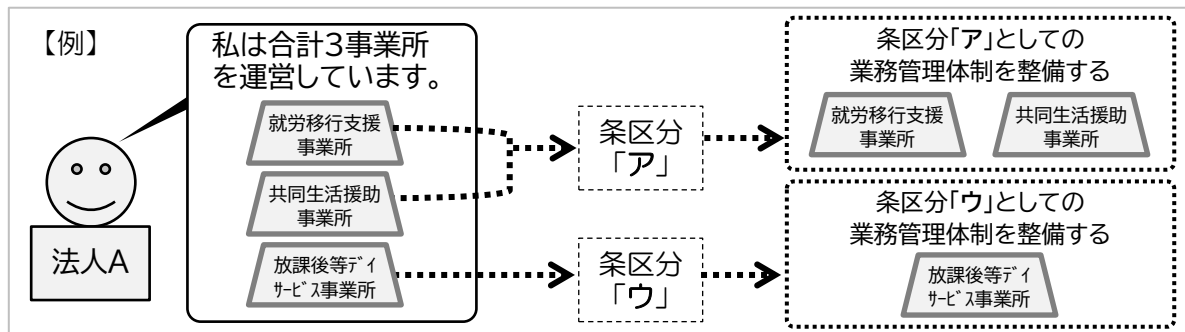 【例】
私は合計3事業所
を運営しています。
就労移行支援
事業所
共同生活援助
事業所
放課後等ディ
サービス事業所
法人A
条区分
「ア」
条区分
「ウ」
条区分「ア」としての
業務管理体制を整備する
就労移行支援
事業所
共同生活援助
事業所
条区分「ウ」としての
業務管理体制を整備する
放課後等ディ
サービス事業所